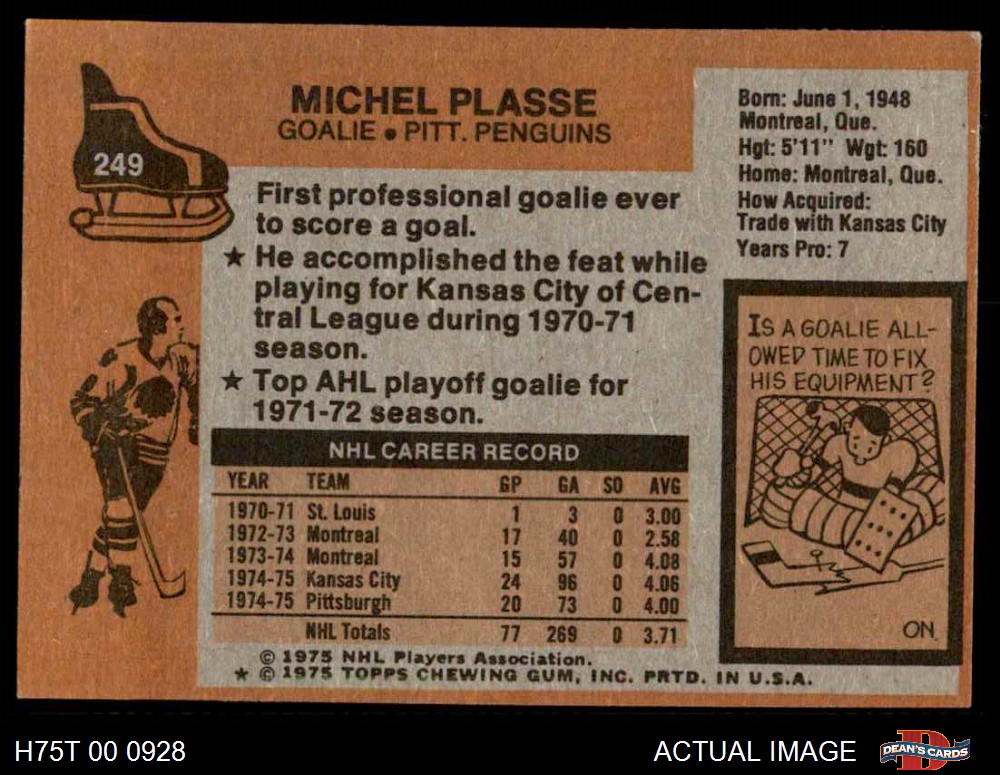 MICHEL PLASSE
GOALIE • PITT. PENGUINS
249
First professional goalie ever
to score a goal.
★ He accomplished the feat while
playing for Kansas City of Cen-
tral League during 1970-71
season.
★ Top AHL playoff goalie for
1971-72 season.
NHL CAREER RECORD
YEAR TEAM GP GA SO AVG
1970-71 St. Louis 1 3 0 3.00
1972-73 Montreal 17 40 0 2.58
1973-74 Montreal 15 57 0 4.08
1974-75 Kansas City 24 96 0 4.06
1974-75 Pittsburgh 20 73 0 4.00
NHL Totals 77 269 0 3.71
© 1975 NHL Players Association.
★ © 1975 TOPPS CHEWING GUM, INC. PRTD. IN U.S.A.
Born: June 1, 1948
Montreal, Que.
Hgt: 5'11" Wgt: 160
Home: Montreal, Que.
How Acquired:
Trade with Kansas City
Years Pro: 7
IS A GOALIE ALL-
OWED TIME TO FIX
HIS EQUIPMENT?
ON
H75T 00 0928
ACTUAL IMAGE
DEAN'S CARDS